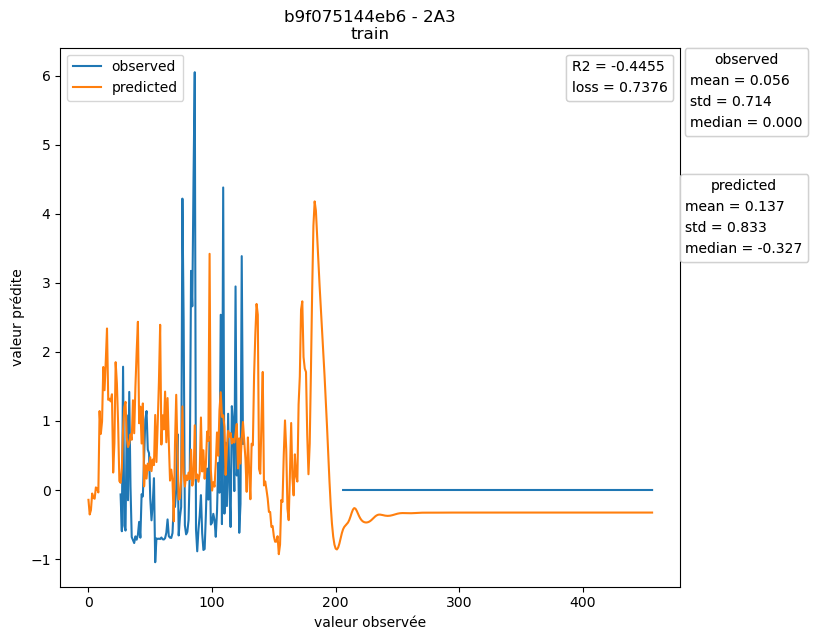 b9f075144eb6 - 2A3
train
observed
predicted
R2 = -0.4455
loss = 0.7376
observed
mean = 0.056
std = 0.714
median = 0.000
predicted
mean = 0.137
std = 0.833
median = -0.327
valeur prédite
6
5
4
3
2
1
0
−1
0
100
200
300
400
valeur observée